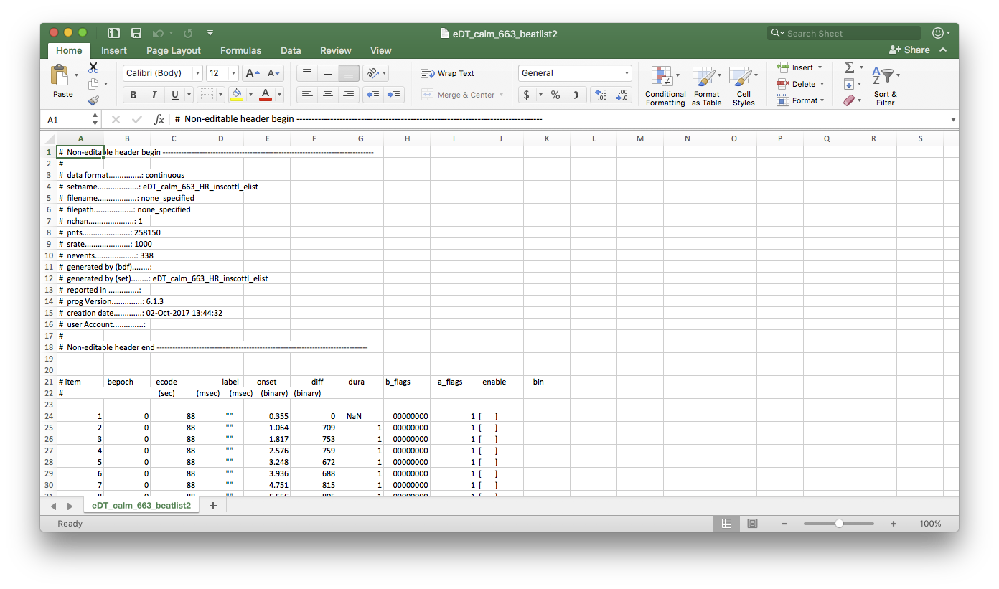 eDT_calm_663_beatlist2
Search Sheet
Home Insert Page Layout Formulas Data Review View
Share
Paste
Calibri (Body) 12 A A
B I U A
Wrap Text
Merge & Center
General
$ % )
.0 .00
.00 .0
Conditional Formatting
Format as Table
Cell Styles
Insert
Delete
Format
Σ
A Z
Sort & Filter
A1 fx # Non-editable header begin --------------------------------------------------------------------------------
A B C D E F G H I J K L M N O P Q R S
1 # Non-editable header begin --------------------------------------------------------------------------------
2 #
3 # data format...............: continuous
4 # setname...................: eDT_calm_663_HR_inscottl_elist
5 # filename..................: none_specified
6 # filepath..................: none_specified
7 # nchan.....................: 1
8 # pnts......................: 258150
9 # srate.....................: 1000
10 # nevents...................: 338
11 # generated by (bdf)........:
12 # generated by (set)........: eDT_calm_663_HR_inscottl_elist
13 # reported in ..............:
14 # prog Version..............: 6.1.3
15 # creation date.............: 02-Oct-2017 13:44:32
16 # user Account..............:
17 #
18 # Non-editable header end --------------------------------------------------------------------------------
19
20
21 # item bepoch ecode label onset diff dura b_flags a_flags enable bin
22 # (sec) (msec) (msec) (binary) (binary)
23
24 1 0 88 "" 0.355 0 NaN 00000000 1 [ ]
25 2 0 88 "" 1.064 709 1 00000000 1 [ ]
26 3 0 88 "" 1.817 753 1 00000000 1 [ ]
27 4 0 88 "" 2.576 759 1 00000000 1 [ ]
28 5 0 88 "" 3.248 672 1 00000000 1 [ ]
29 6 0 88 "" 3.936 688 1 00000000 1 [ ]
30 7 0 88 "" 4.751 815 1 00000000 1 [ ]
31 8 0 88 "" 5.556 805 1 00000000 1 [ ]
eDT_calm_663_beatlist2 +
Ready
100%